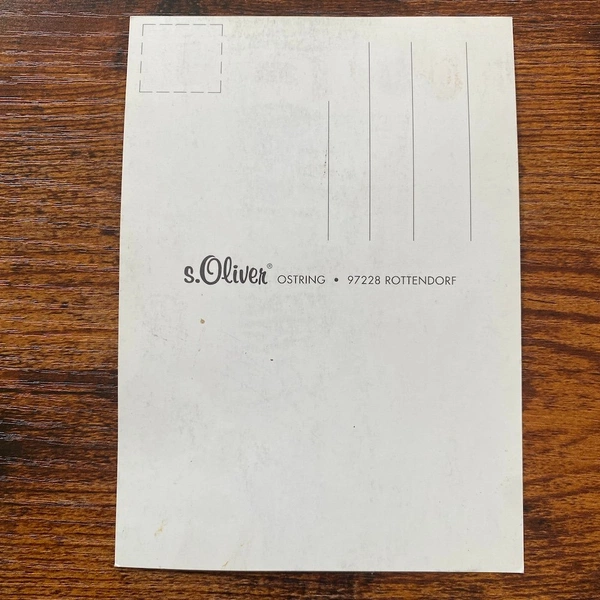 s.Oliver® OSTRING • 97228 ROTTENDORF